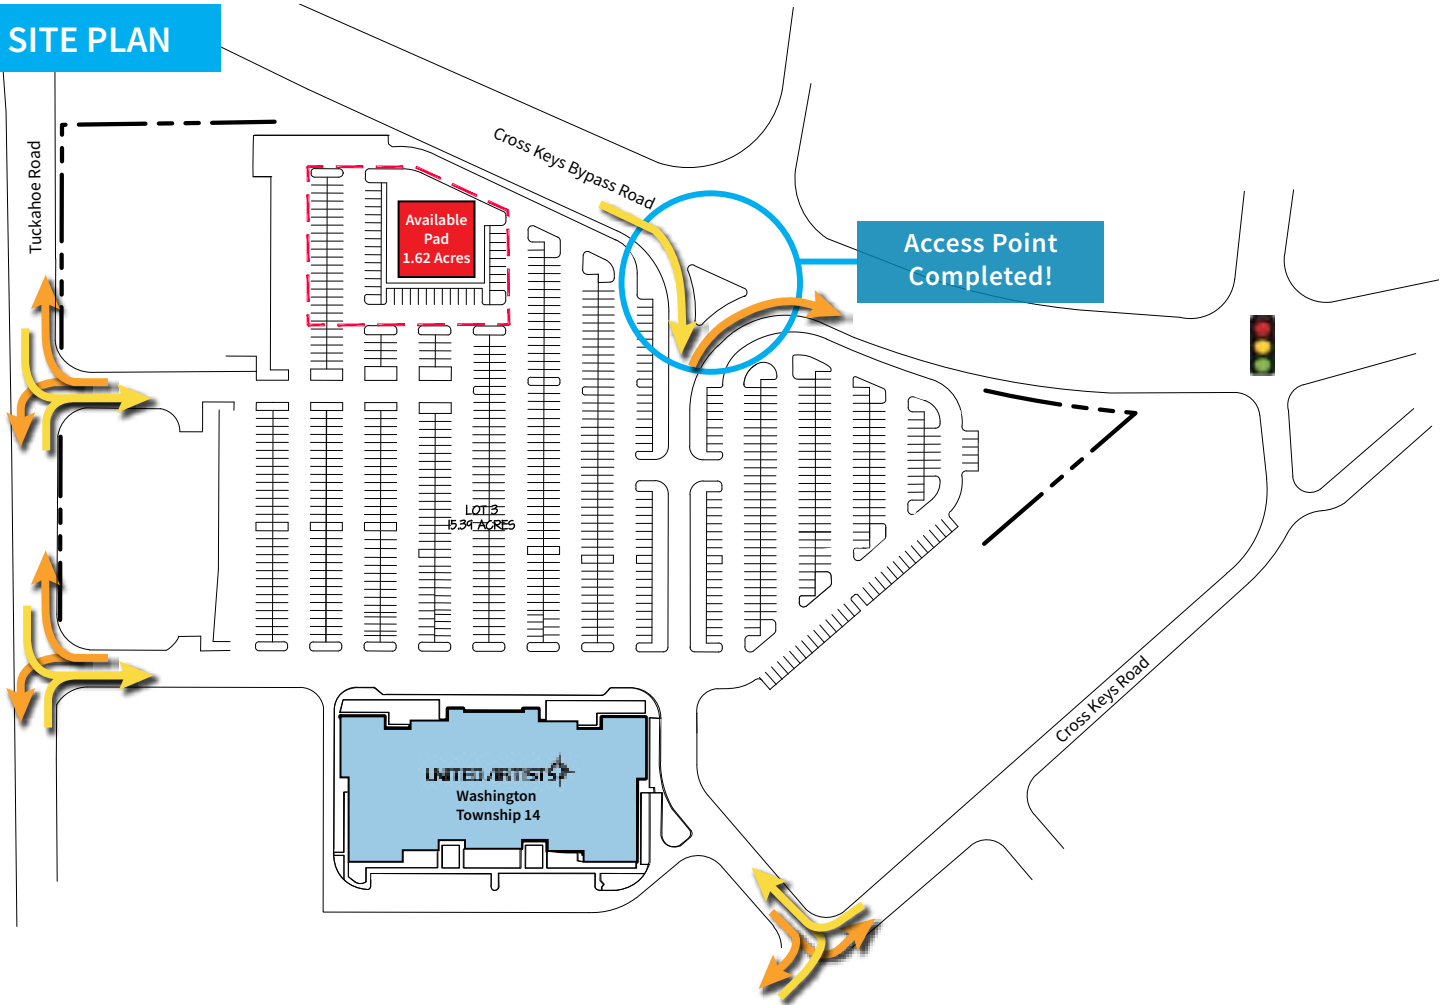 SITE PLAN
Tuckahoe Road
Cross Keys Bypass Road
Available
Pad
1.62 Acres
Access Point
Completed!
LOT 3
15.39 ACRES
UNITED ARTISTS
Washington
Township 14
Cross Keys Road